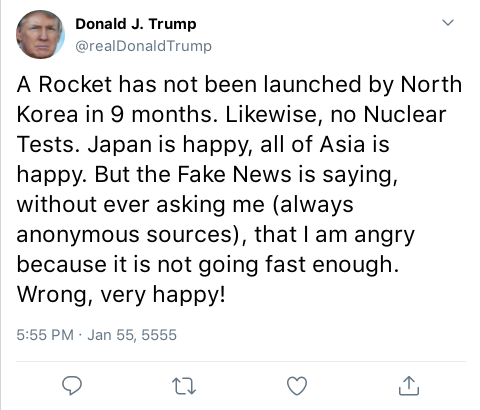 Donald J. Trump
@realDonaldTrump
A Rocket has not been launched by North
Korea in 9 months. Likewise, no Nuclear
Tests. Japan is happy, all of Asia is
happy. But the Fake News is saying,
without ever asking me (always
anonymous sources), that I am angry
because it is not going fast enough.
Wrong, very happy!
5:55 PM · Jan 55, 5555